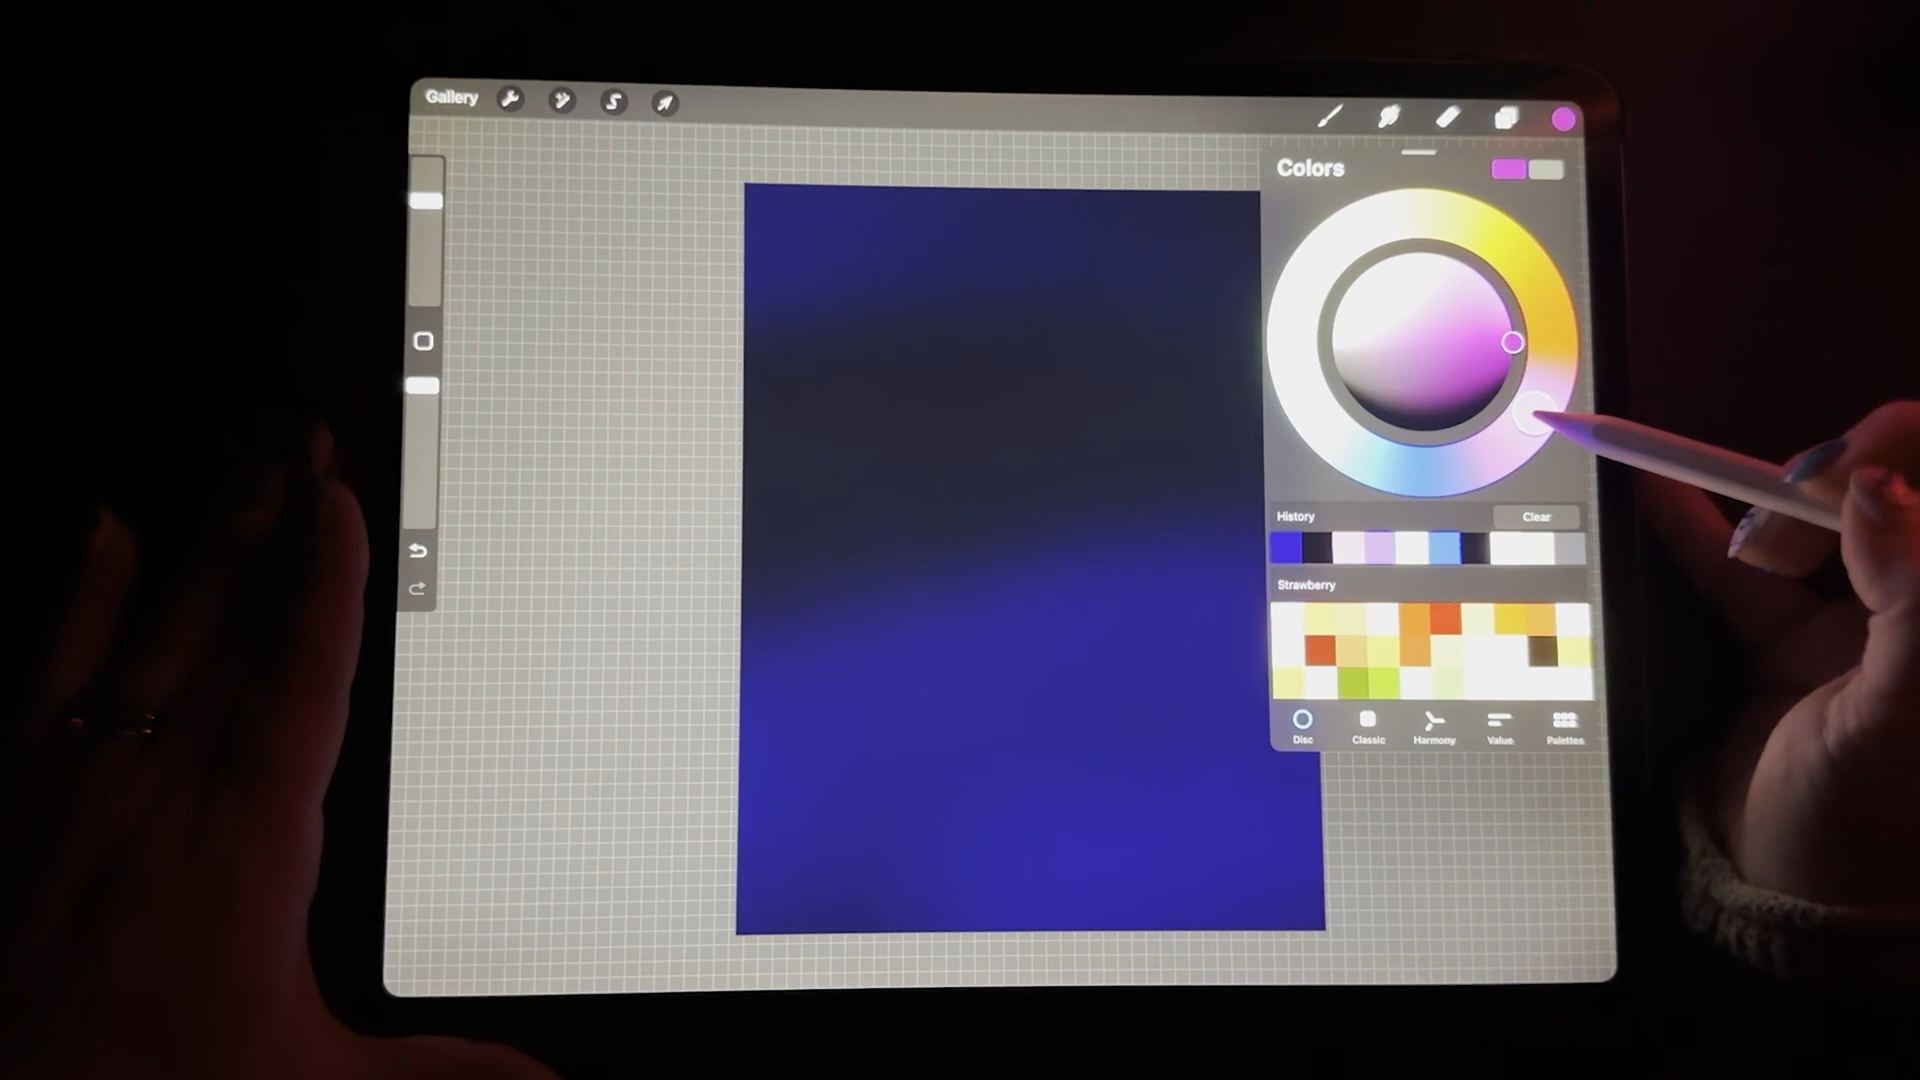 Gallery
Colors
History
Clear
Strawberry
Disc
Classic
Harmony
Value
Palettes